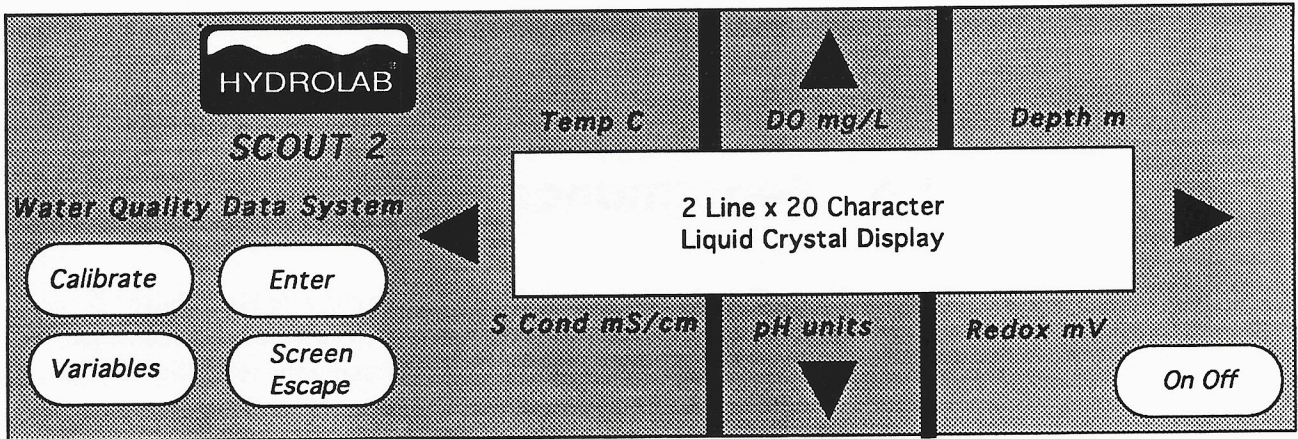 HYDROLAB®
SCOUT 2
Water Quality Data System
Calibrate
Enter
Variables
Screen
Escape
Temp C
DO mg/L
Depth m
2 Line x 20 Character
Liquid Crystal Display
S Cond mS/cm
pH units
Redox mV
On Off